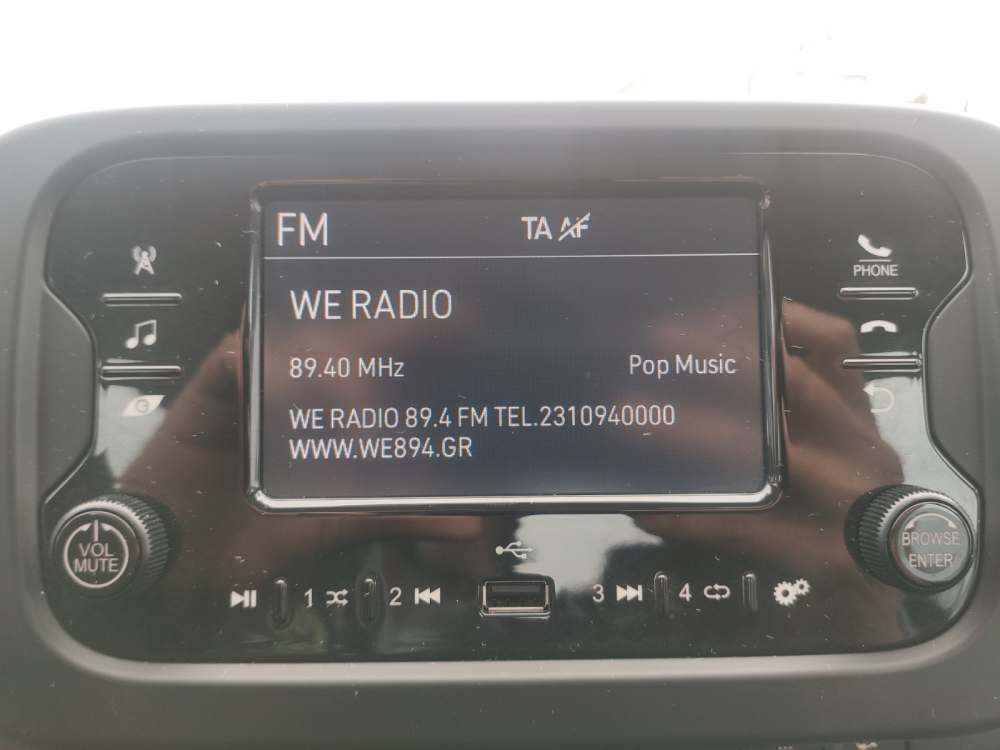 FM TA AF
WE RADIO
89.40 MHz Pop Music
WE RADIO 89.4 FM TEL.2310940000
WWW.WE894.GR
PHONE
VOL
MUTE
BROWSE
ENTER
1 2 3 4